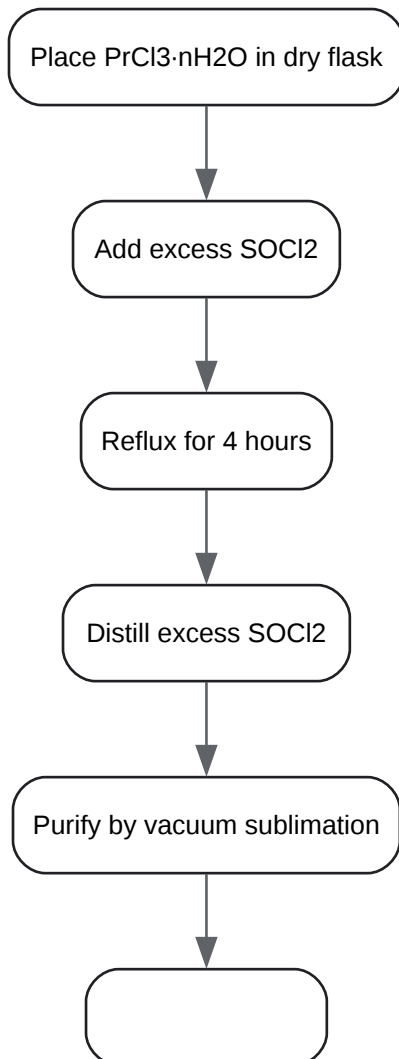 Place PrCl3·nH2O in dry flask
Add excess SOCl2
Reflux for 4 hours
Distill excess SOCl2
Purify by vacuum sublimation